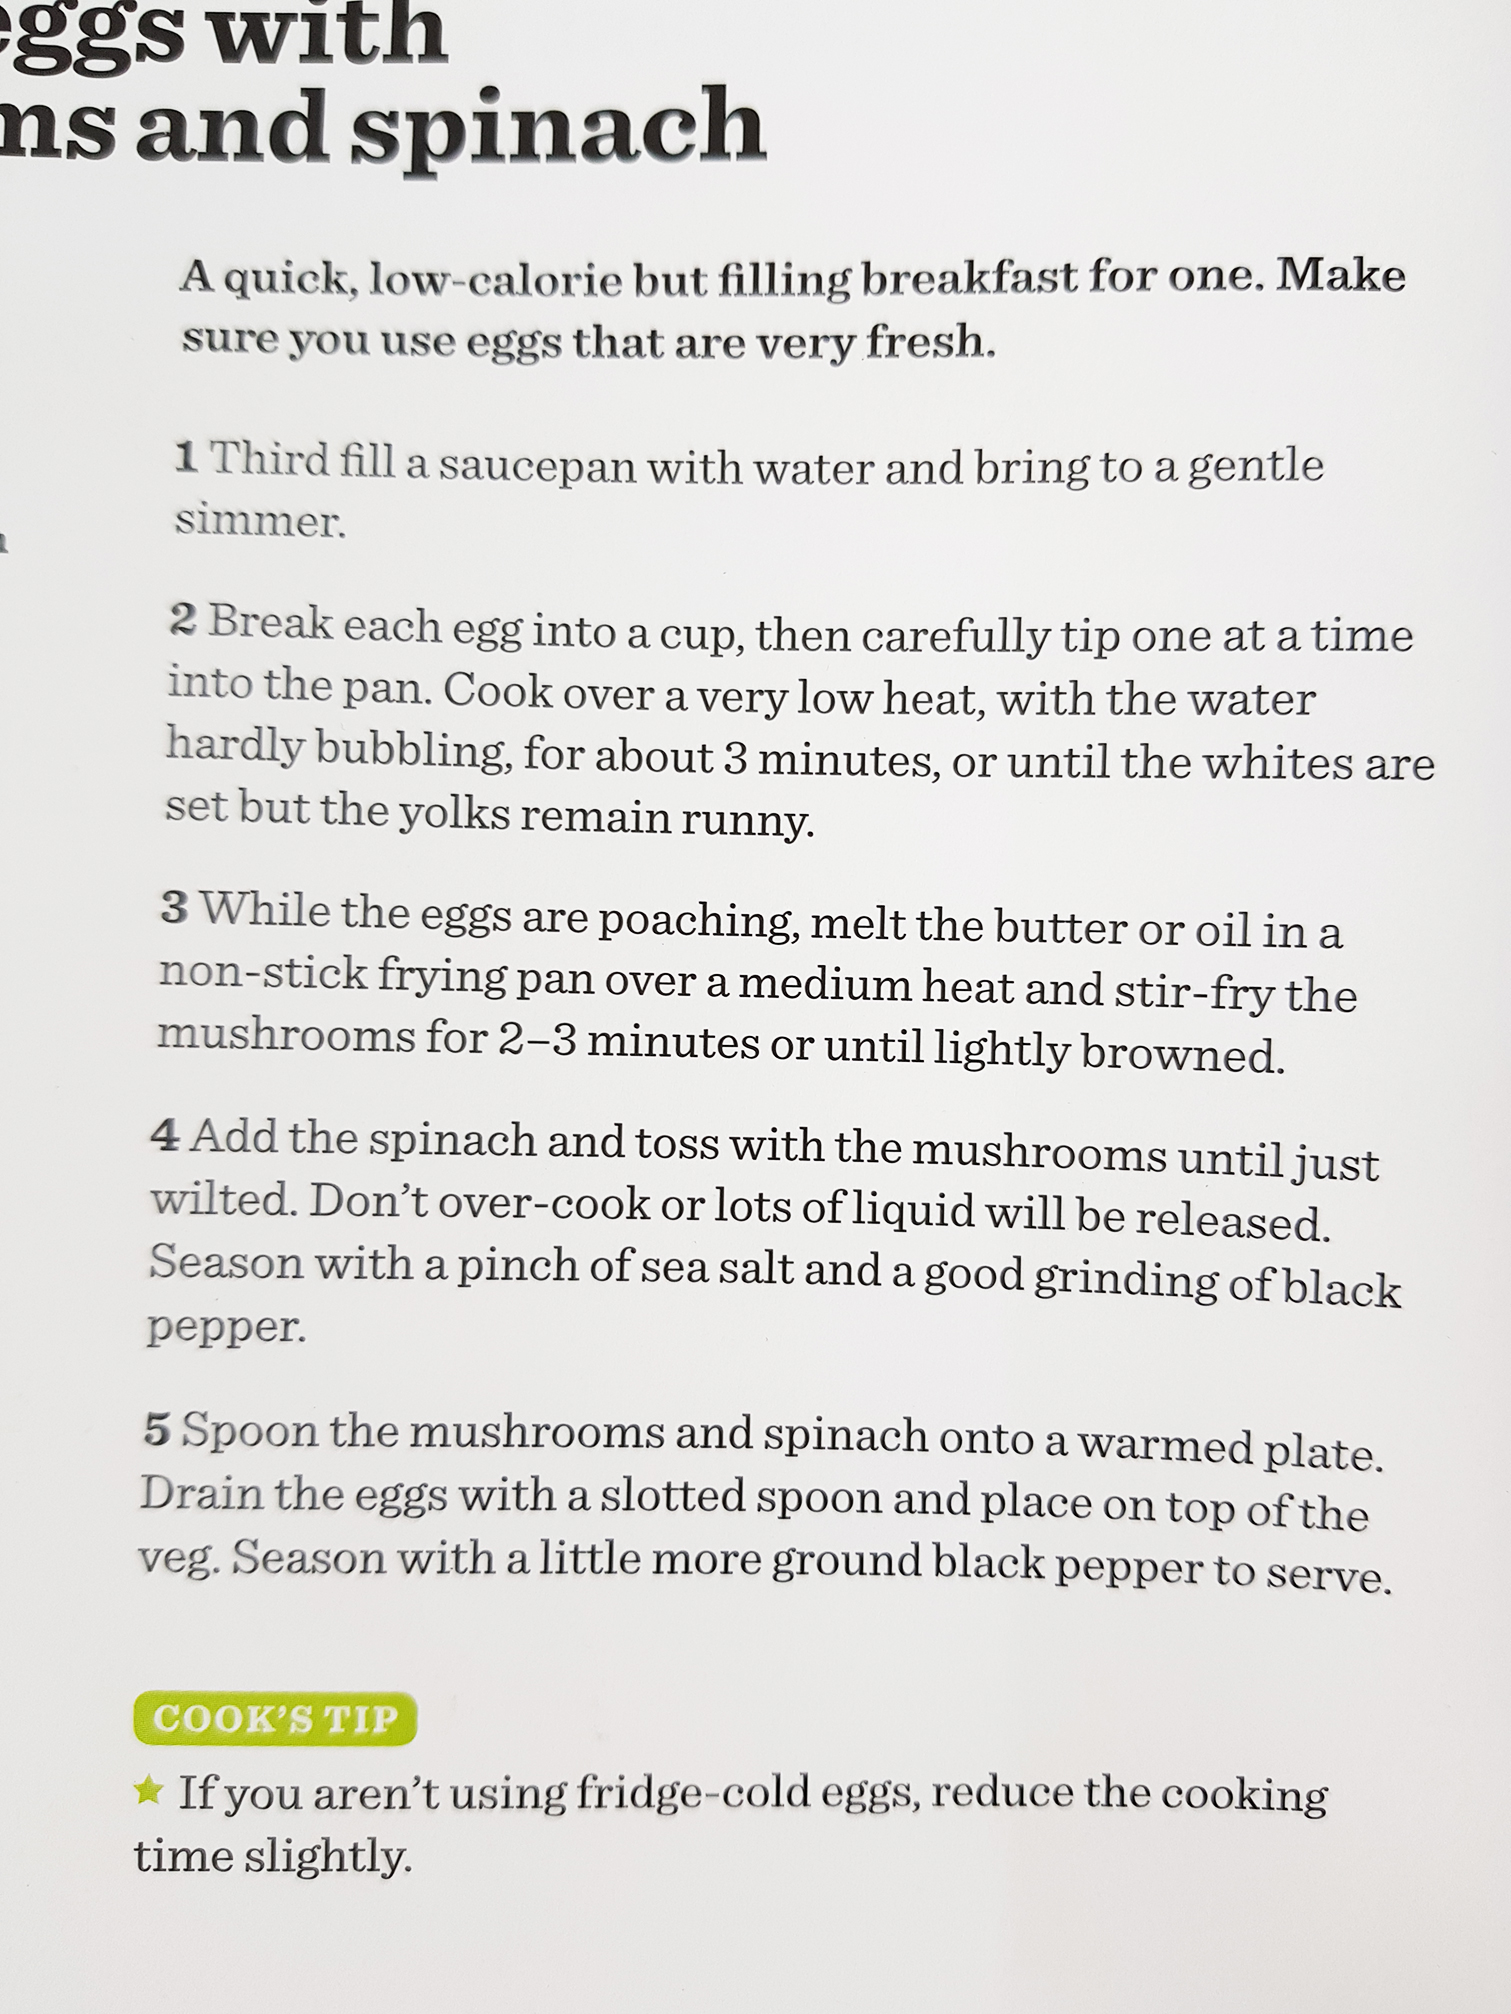 eggs with
ms and spinach
A quick, low-calorie but filling breakfast for one. Make
sure you use eggs that are very fresh.
1 Third fill a saucepan with water and bring to a gentle
simmer.
2 Break each egg into a cup, then carefully tip one at a time
into the pan. Cook over a very low heat, with the water
hardly bubbling, for about 3 minutes, or until the whites are
set but the yolks remain runny.
3 While the eggs are poaching, melt the butter or oil in a
non-stick frying pan over a medium heat and stir-fry the
mushrooms for 2–3 minutes or until lightly browned.
4 Add the spinach and toss with the mushrooms until just
wilted. Don’t over-cook or lots of liquid will be released.
Season with a pinch of sea salt and a good grinding of black
pepper.
5 Spoon the mushrooms and spinach onto a warmed plate.
Drain the eggs with a slotted spoon and place on top of the
veg. Season with a little more ground black pepper to serve.
COOK’S TIP
★ If you aren’t using fridge-cold eggs, reduce the cooking
time slightly.